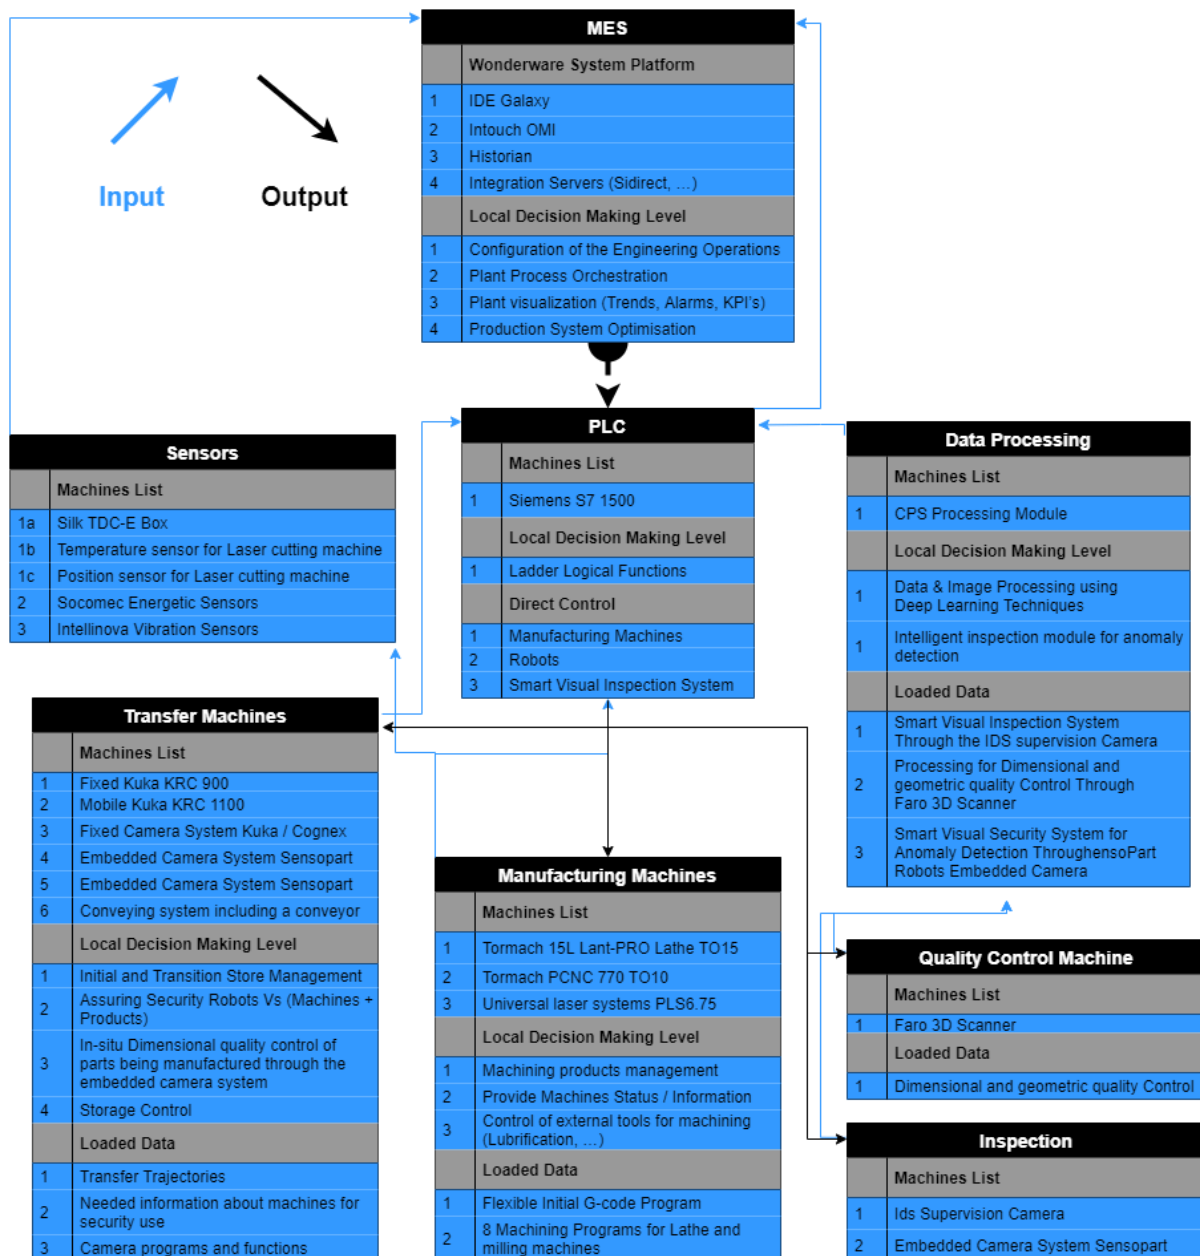 MES
Wonderware System Platform
1 IDE Galaxy
2 Intouch OMI
3 Historian
4 Integration Servers (Sidirect, ...)
Local Decision Making Level
1 Configuration of the Engineering Operations
2 Plant Process Orchestration
3 Plant visualization (Trends, Alarms, KPI's)
4 Production System Optimisation
Input
Output
Sensors
Machines List
1a Silk TDC-E Box
1b Temperature sensor for Laser cutting machine
1c Position sensor for Laser cutting machine
2 Socomec Energetic Sensors
3 Intellinova Vibration Sensors
PLC
Machines List
1 Siemens S7 1500
Local Decision Making Level
1 Ladder Logical Functions
Direct Control
1 Manufacturing Machines
2 Robots
3 Smart Visual Inspection System
Data Processing
Machines List
1 CPS Processing Module
Local Decision Making Level
1 Data & Image Processing using
Deep Learning Techniques
1 Intelligent inspection module for anomaly
detection
Loaded Data
1 Smart Visual Inspection System
Through the IDS supervision Camera
2 Processing for Dimensional and
geometric quality Control Through
Faro 3D Scanner
3 Smart Visual Security System for
Anomaly Detection ThroughensoPart
Robots Embedded Camera
Transfer Machines
Machines List
1 Fixed Kuka KRC 900
2 Mobile Kuka KRC 1100
3 Fixed Camera System Kuka / Cognex
4 Embedded Camera System Sensopart
5 Embedded Camera System Sensopart
6 Conveying system including a conveyor
Local Decision Making Level
1 Initial and Transition Store Management
2 Assuring Security Robots Vs (Machines +
Products)
3 In-situ Dimensional quality control of
parts being manufactured through the
embedded camera system
4 Storage Control
Loaded Data
1 Transfer Trajectories
2 Needed information about machines for
security use
3 Camera programs and functions
Manufacturing Machines
Machines List
1 Tormach 15L Lant-PRO Lathe TO15
2 Tormach PCNC 770 TO10
3 Universal laser systems PLS6.75
Local Decision Making Level
1 Machining products management
2 Provide Machines Status / Information
3 Control of external tools for machining
(Lubrification, ...)
Loaded Data
1 Flexible Initial G-code Program
2 8 Machining Programs for Lathe and
milling machines
Quality Control Machine
Machines List
1 Faro 3D Scanner
Loaded Data
1 Dimensional and geometric quality Control
Inspection
Machines List
1 Ids Supervision Camera
2 Embedded Camera System Sensopart